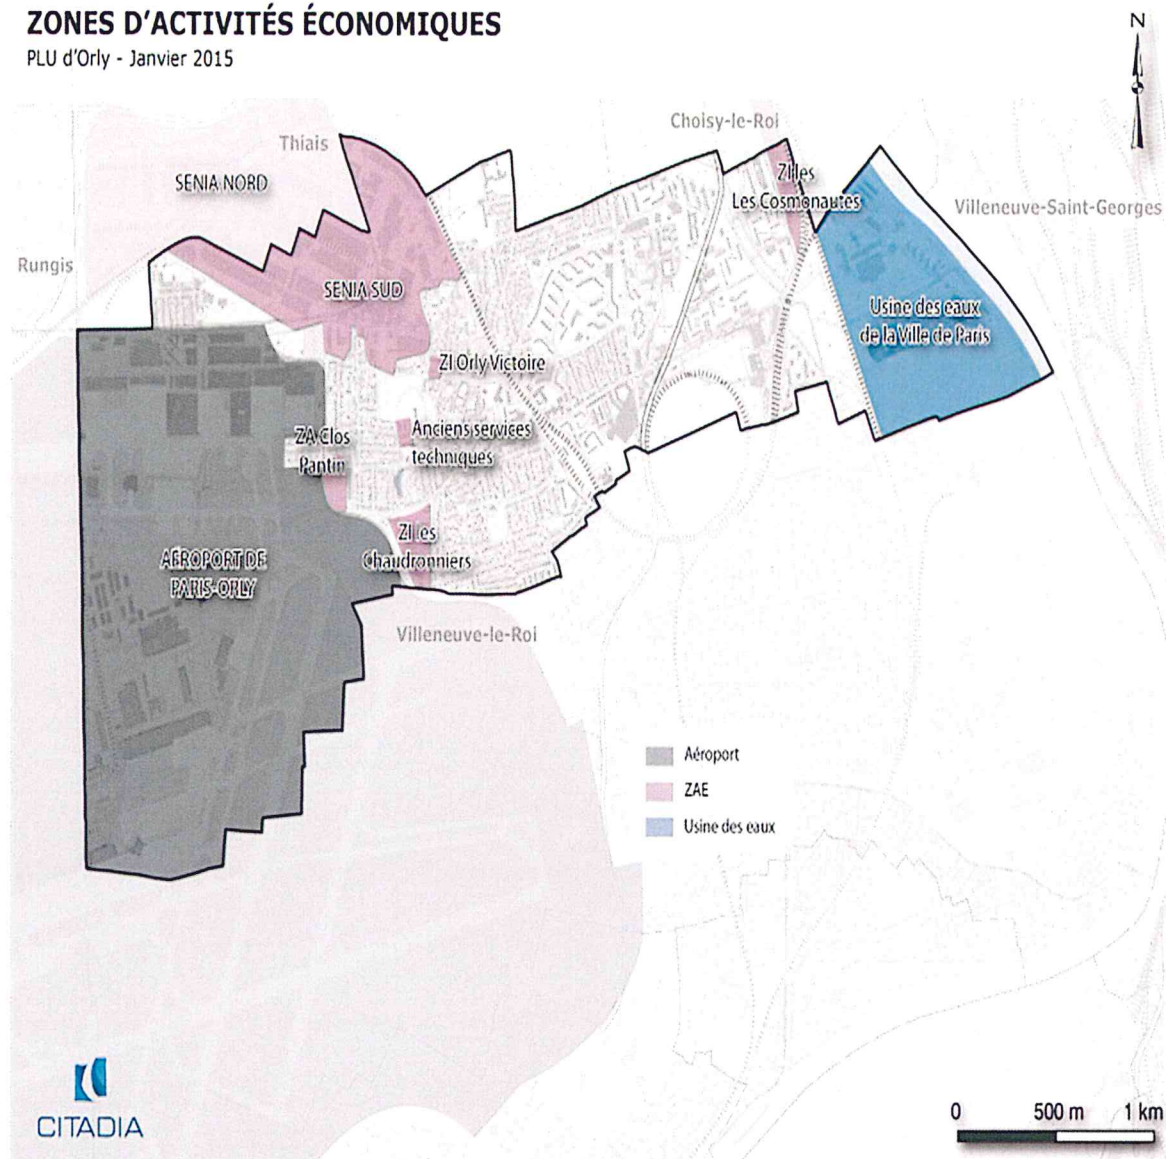 ZONES D'ACTIVITÉS ÉCONOMIQUES
PLU d'Orly - Janvier 2015
N
Choisy-le-Roi
Thiais
SENIA NORD
ZI les
Les Cosmonautes
Villeneuve-Saint-Georges
Rungis
SENIA SUD
Usine des eaux
de la Ville de Paris
ZI Orly Victoire
ZA Clos
Pantin
Anciens services
techniques
ZI Les
Chaudronniers
AÉROPORT DE
PARIS-ORLY
Villeneuve-le-Roi
Aéroport
ZAE
Usine des eaux
CITADIA
0 500 m 1 km